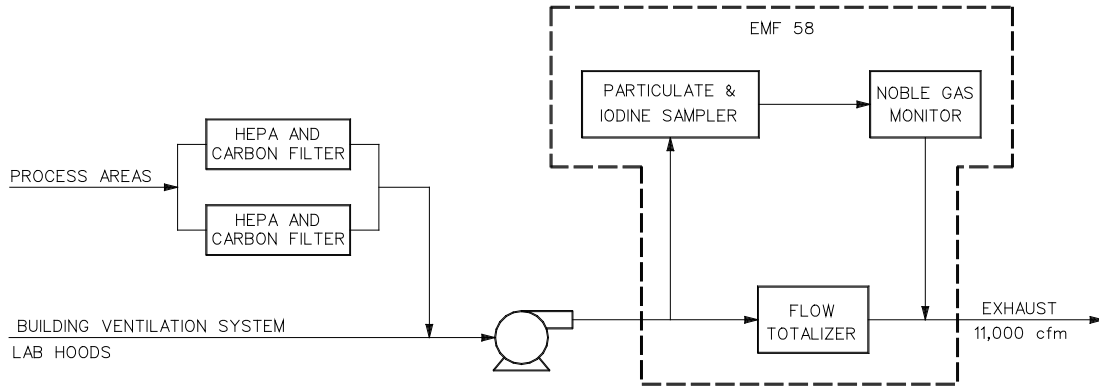 EMF 58
PARTICULATE &
IODINE SAMPLER
NOBLE GAS
MONITOR
HEPA AND
CARBON FILTER
PROCESS AREAS
HEPA AND
CARBON FILTER
BUILDING VENTILATION SYSTEM
LAB HOODS
FLOW
TOTALIZER
EXHAUST
11,000 cfm